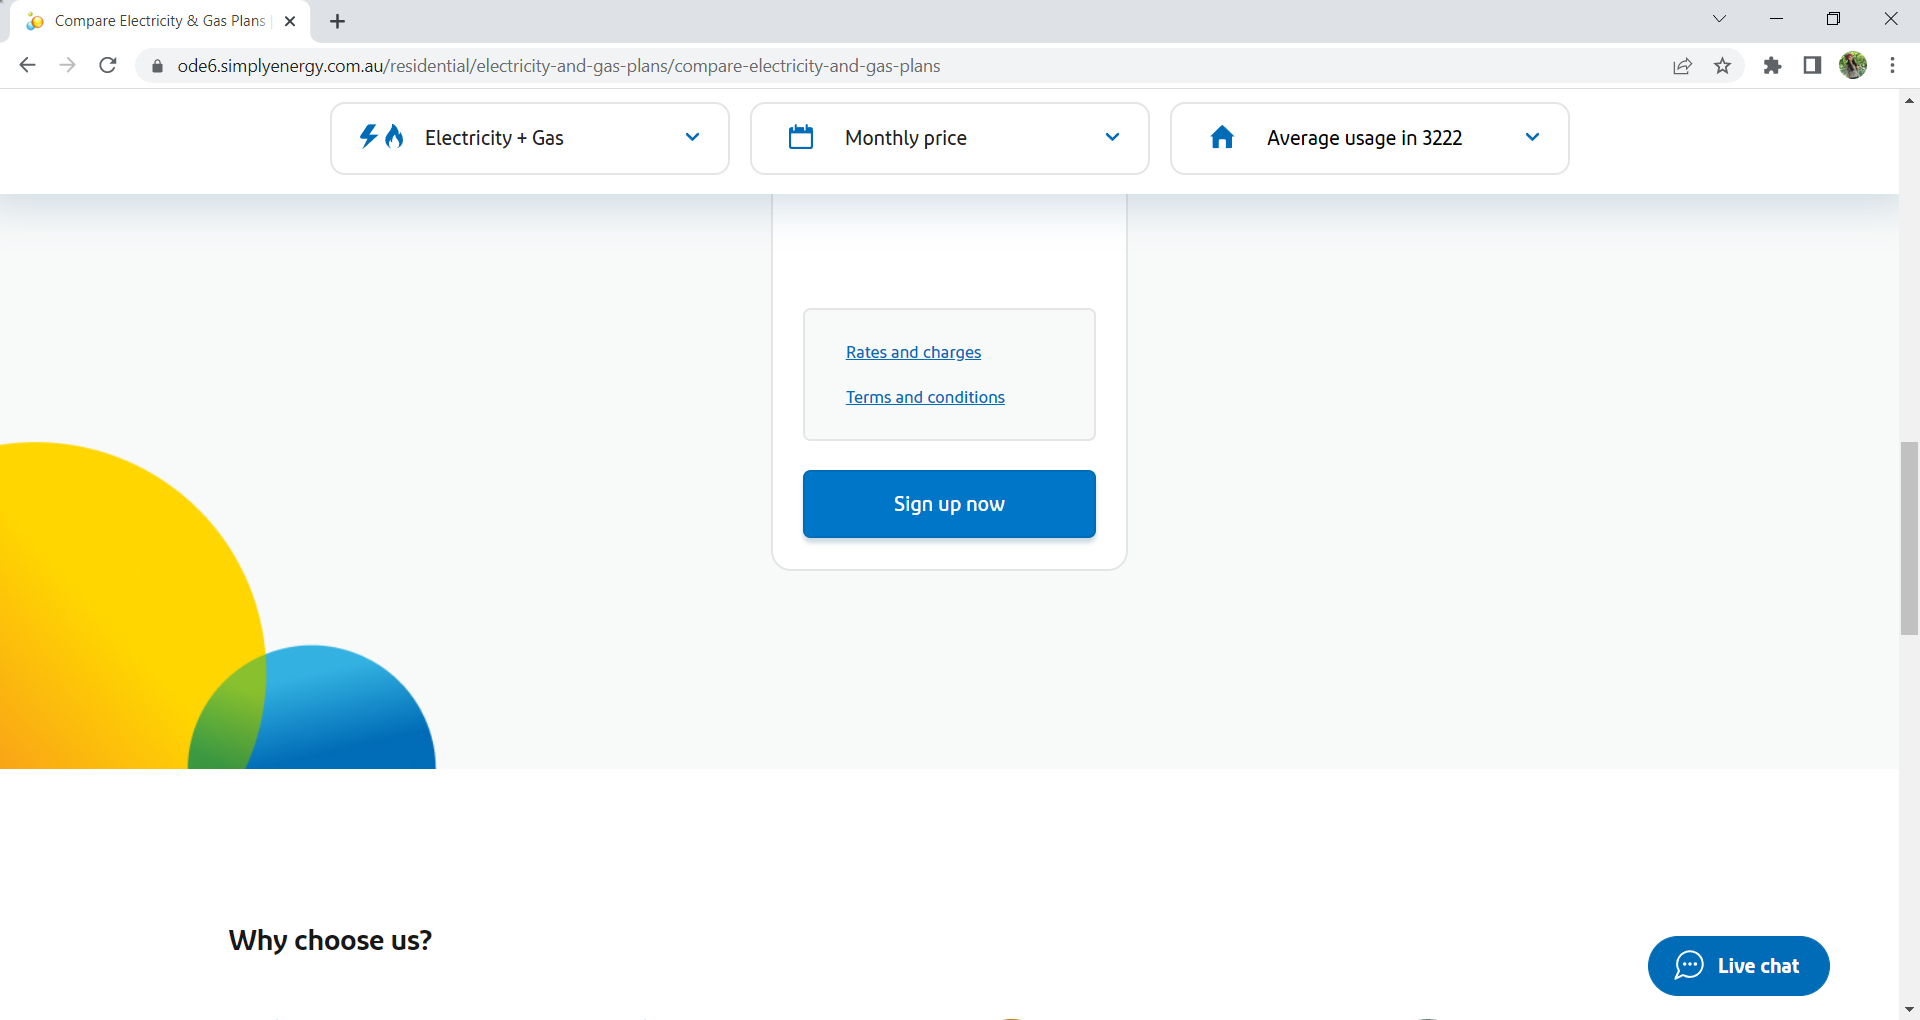 Compare Electricity & Gas Plans |
ode6.simplyenergy.com.au/residential/electricity-and-gas-plans/compare-electricity-and-gas-plans
Electricity + Gas
Monthly price
Average usage in 3222
Rates and charges
Terms and conditions
Sign up now
Why choose us?
Live chat